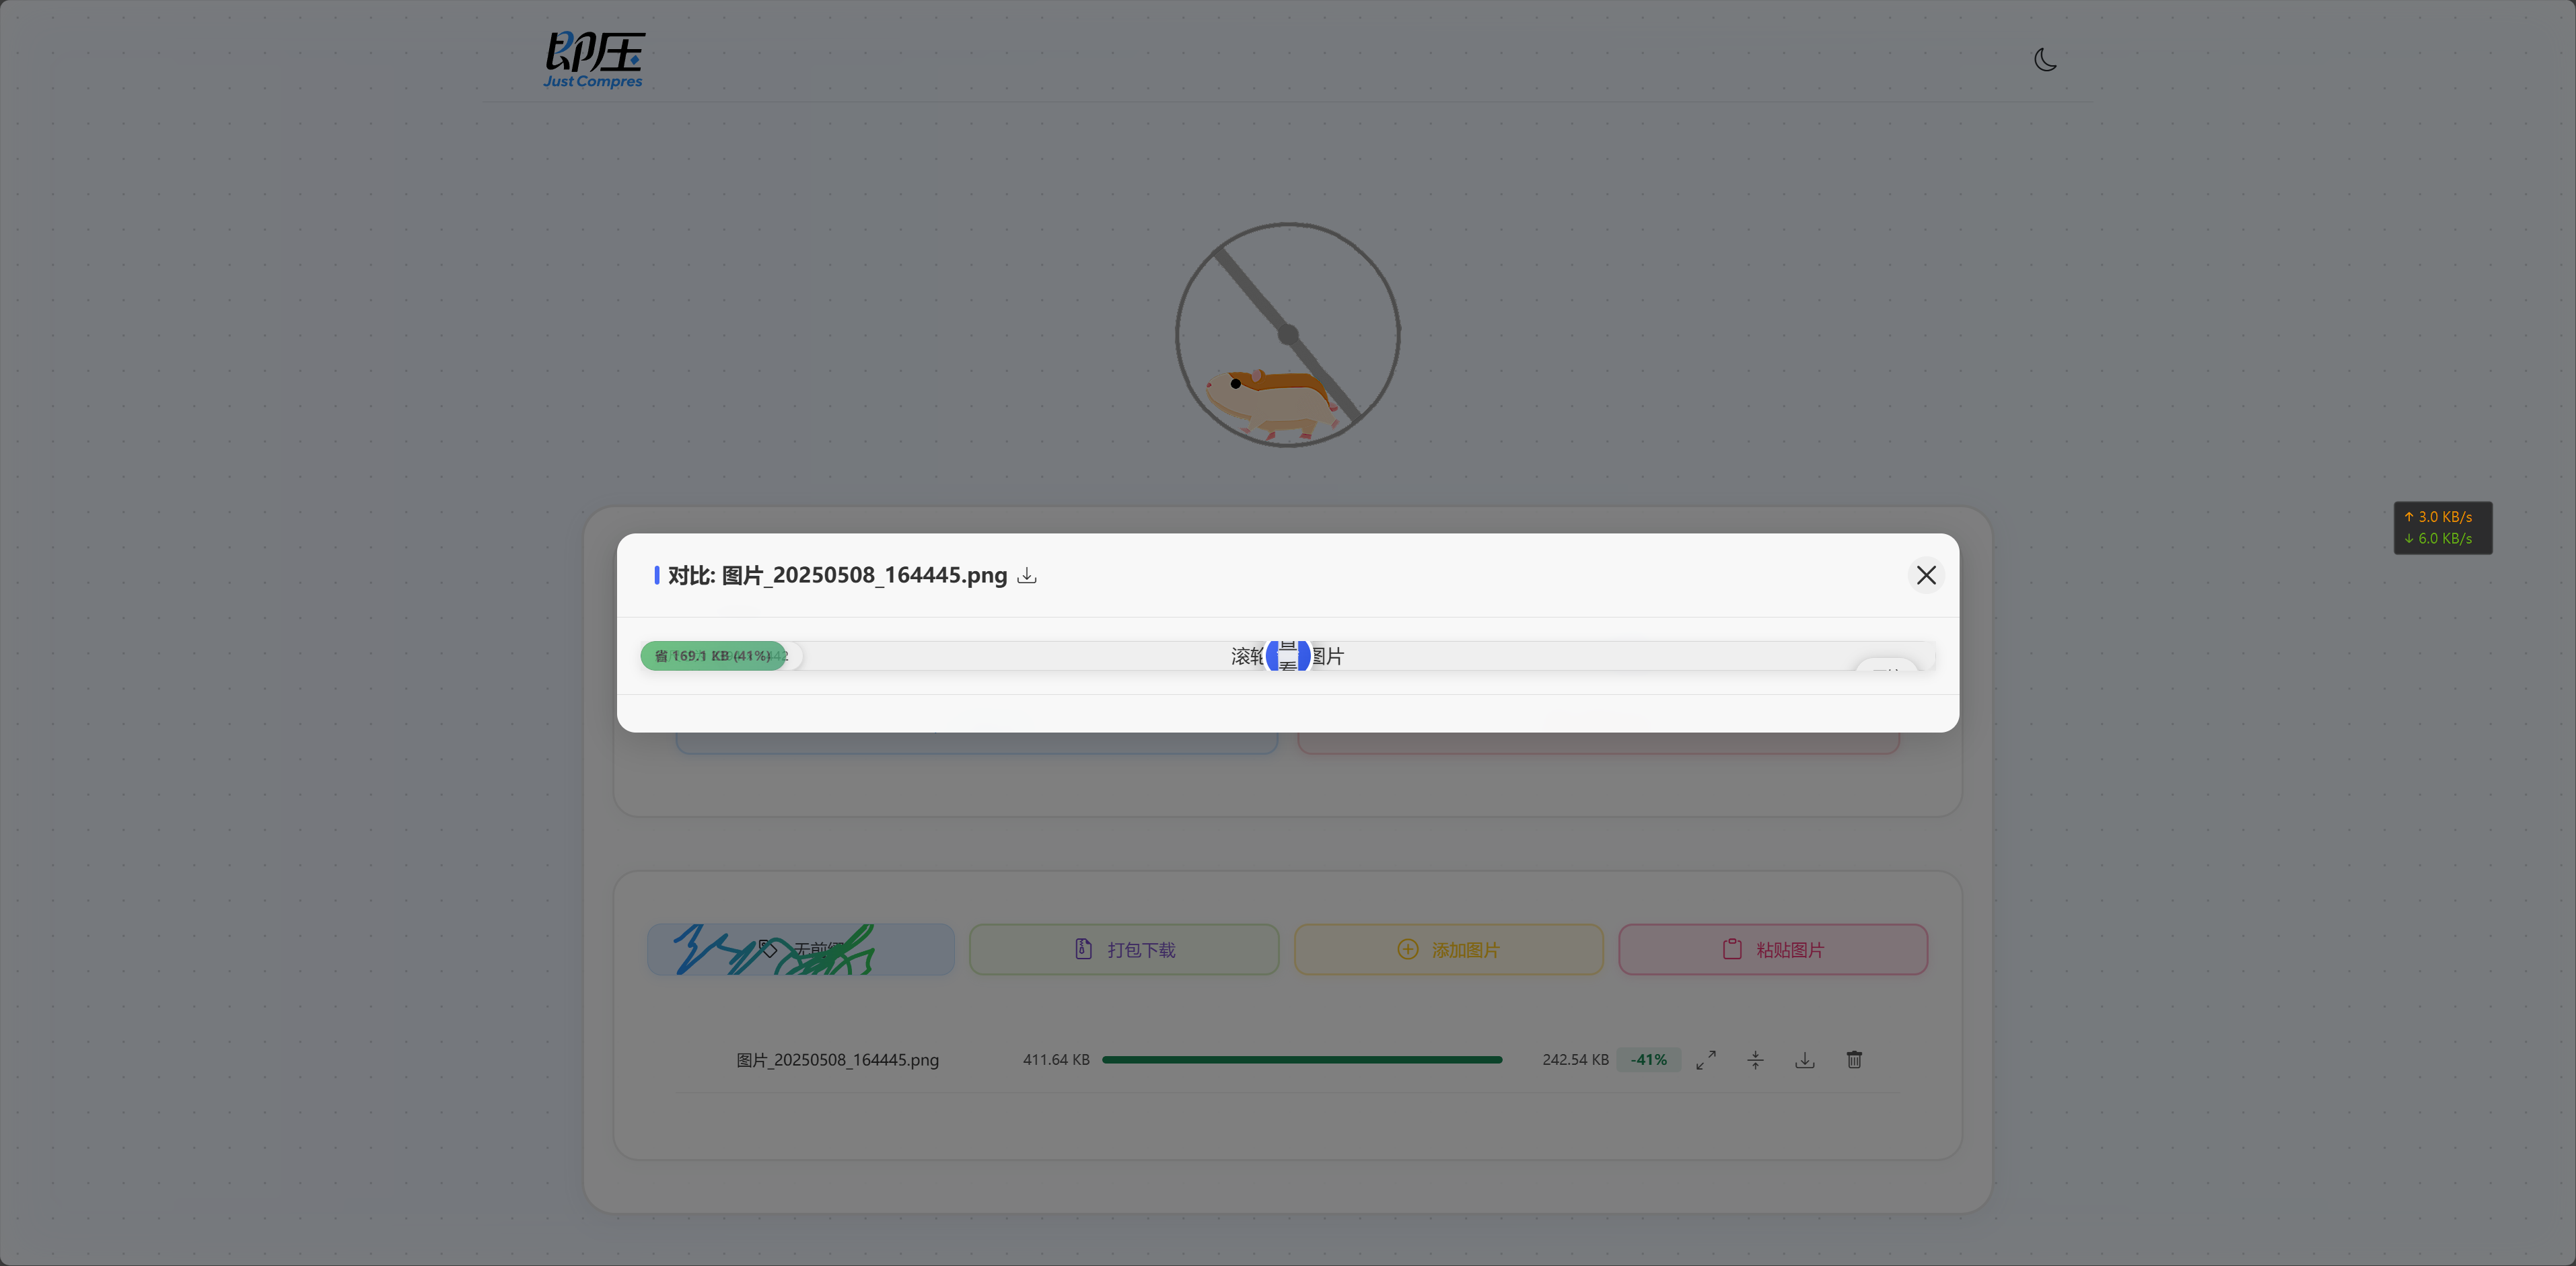 即压
Just Compres
↑ 3.0 KB/s
↓ 6.0 KB/s
对比: 图片_20250508_164445.png
省 169.1 KB (41%)
滚轮 查看 图片
无前
打包下载
添加图片
粘贴图片
图片_20250508_164445.png
411.64 KB
242.54 KB
-41%